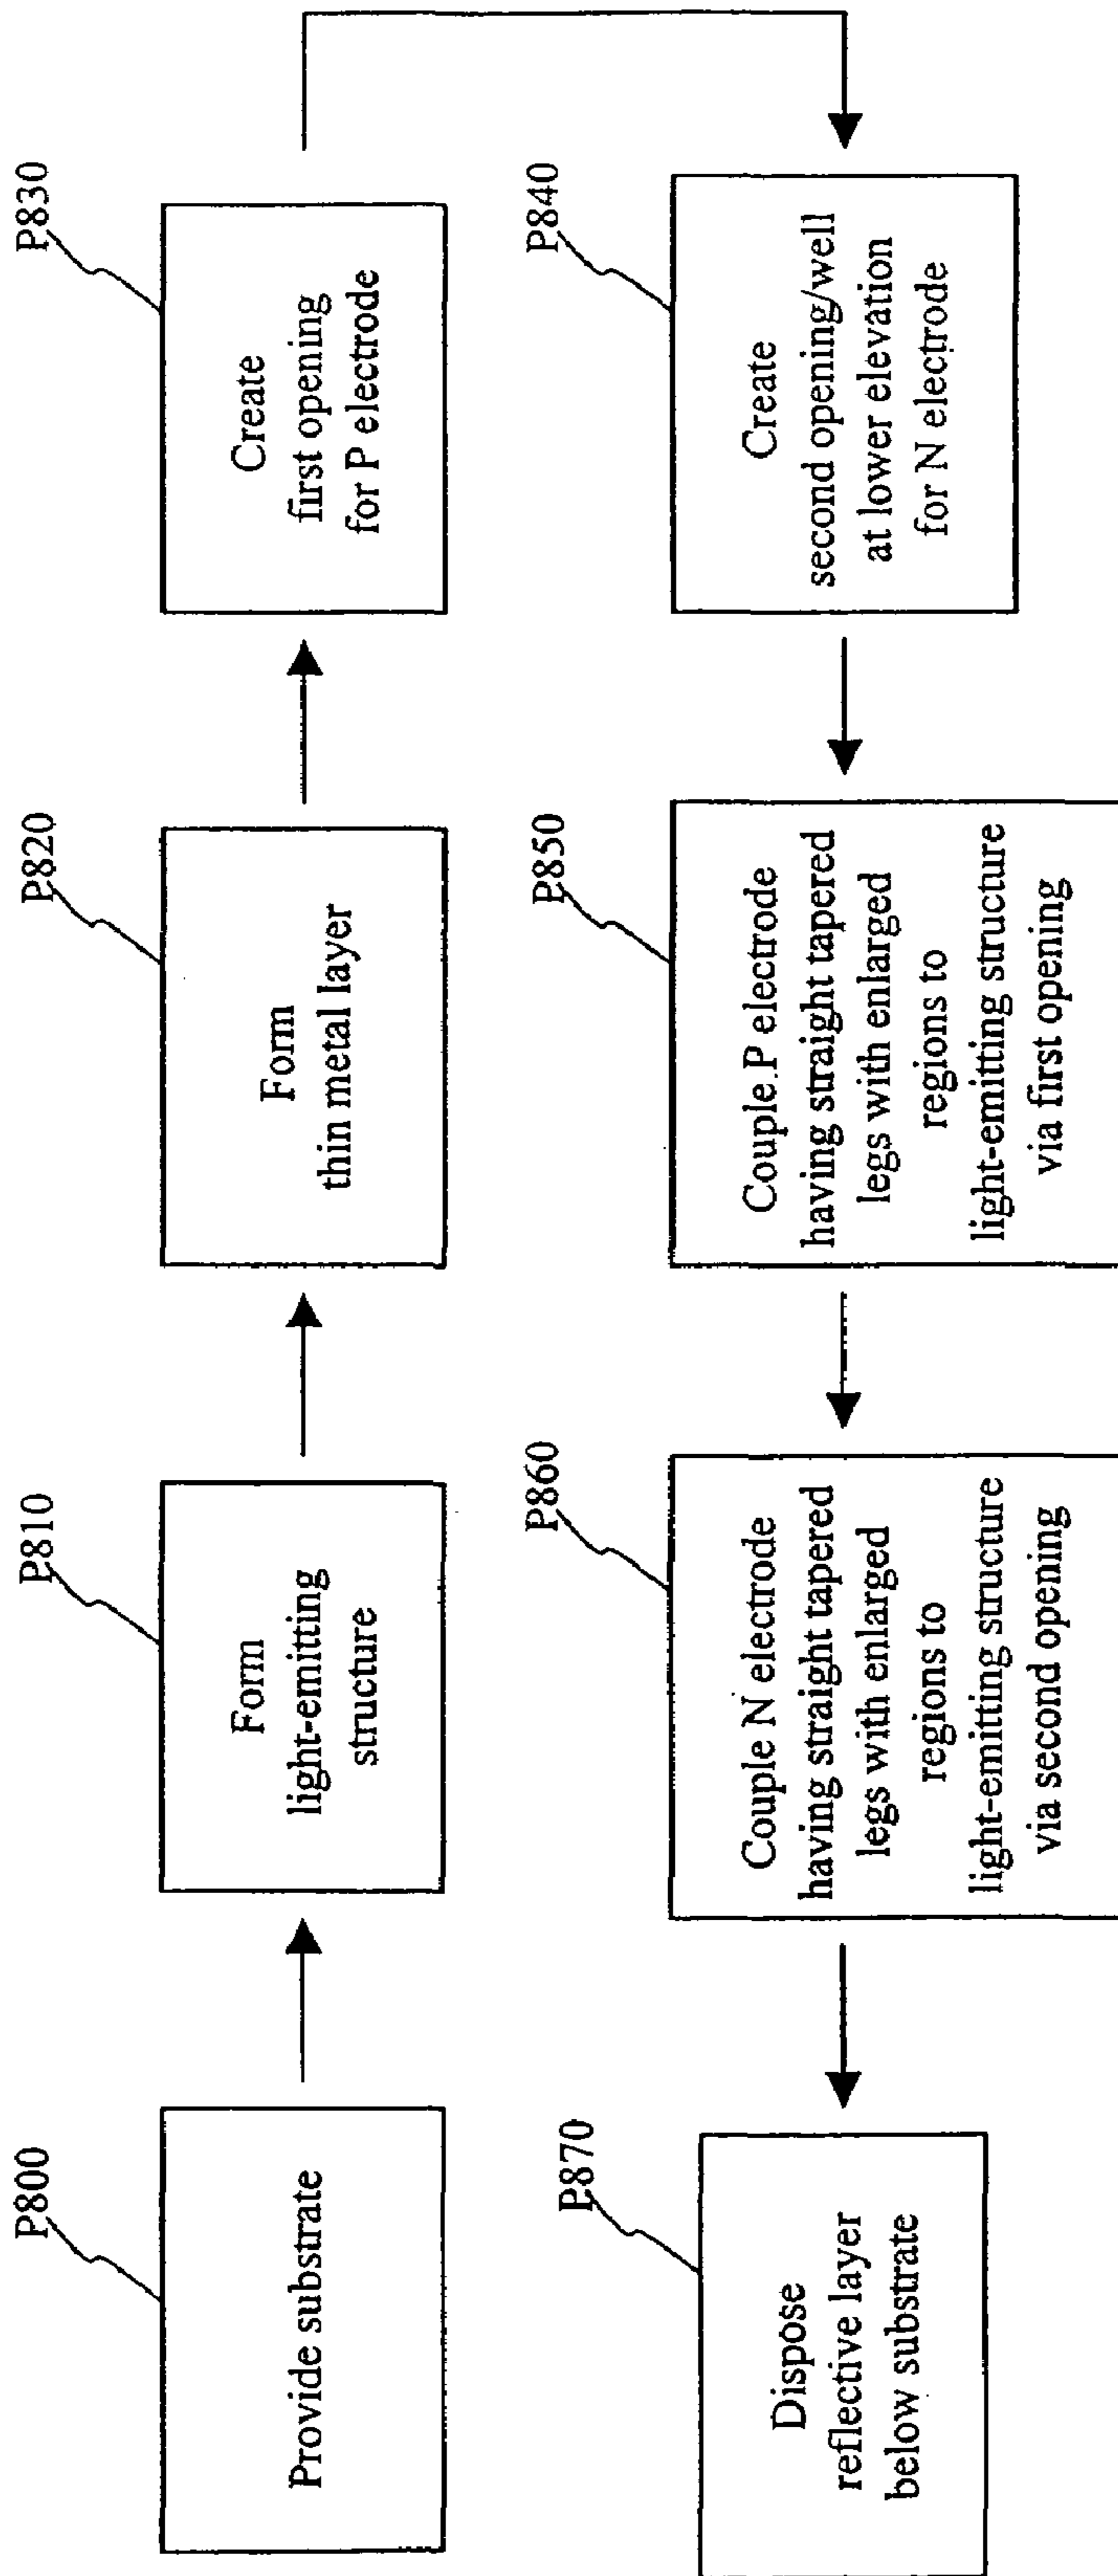 P800
Provide substrate
P810
Form
light-emitting
structure
P820
Form
thin metal layer
P830
Create
first opening
for P electrode
P840
Create
second opening/well
at lower elevation
for N electrode
P850
Couple P electrode
having straight tapered
legs with enlarged
regions to
light-emitting structure
via first opening
P860
Couple N electrode
having straight tapered
legs with enlarged
regions to
light-emitting structure
via second opening
P870
Dispose
reflective layer
below substrate